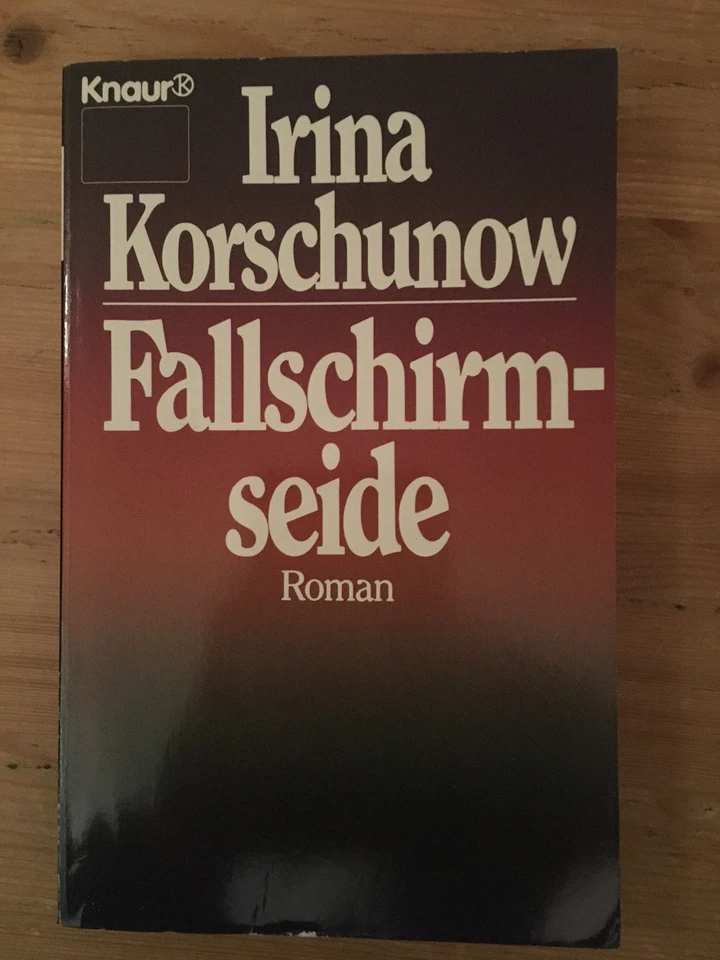 Knaur
Irina
Korschunow
Fallschirm-
seide
Roman